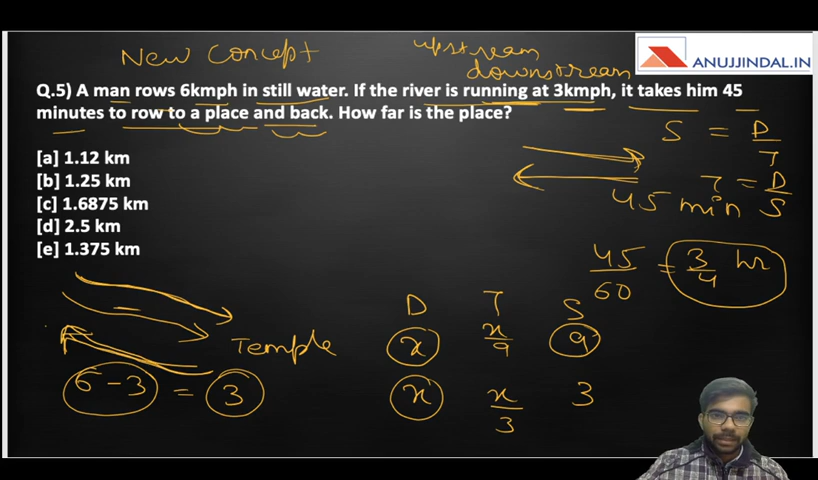 New Concept
upstream
downstream
ANUJJINDAL.IN
Q.5) A man rows 6kmph in still water. If the river is running at 3kmph, it takes him 45
minutes to row to a place and back. How far is the place?
[a] 1.12 km
[b] 1.25 km
[c] 1.6875 km
[d] 2.5 km
[e] 1.375 km
S = D/T
T = D/S
45 min
45/60 = 3/4 hr
D T S
x x/9 9
Temple
6-3 = 3
x x/3 3